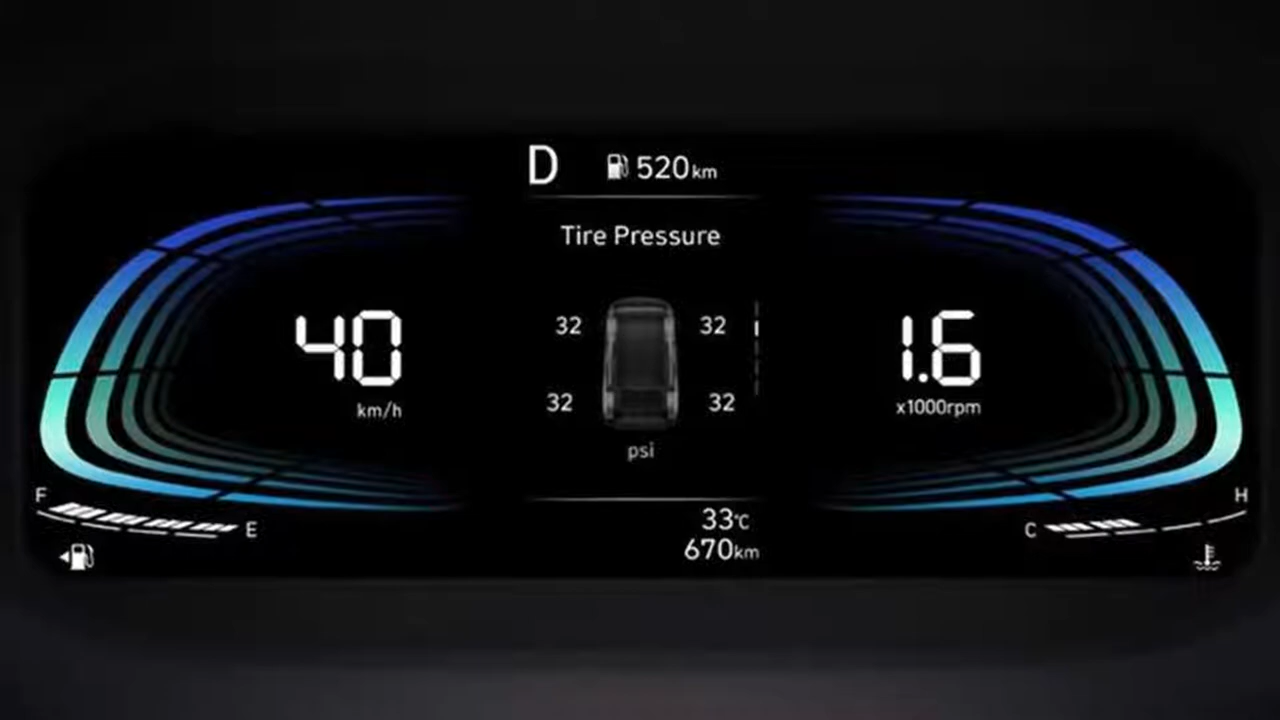 D 520km
Tire Pressure
32 32
40 1.6
km/h x1000rpm
32 32
psi
F H
E C
33℃
670km